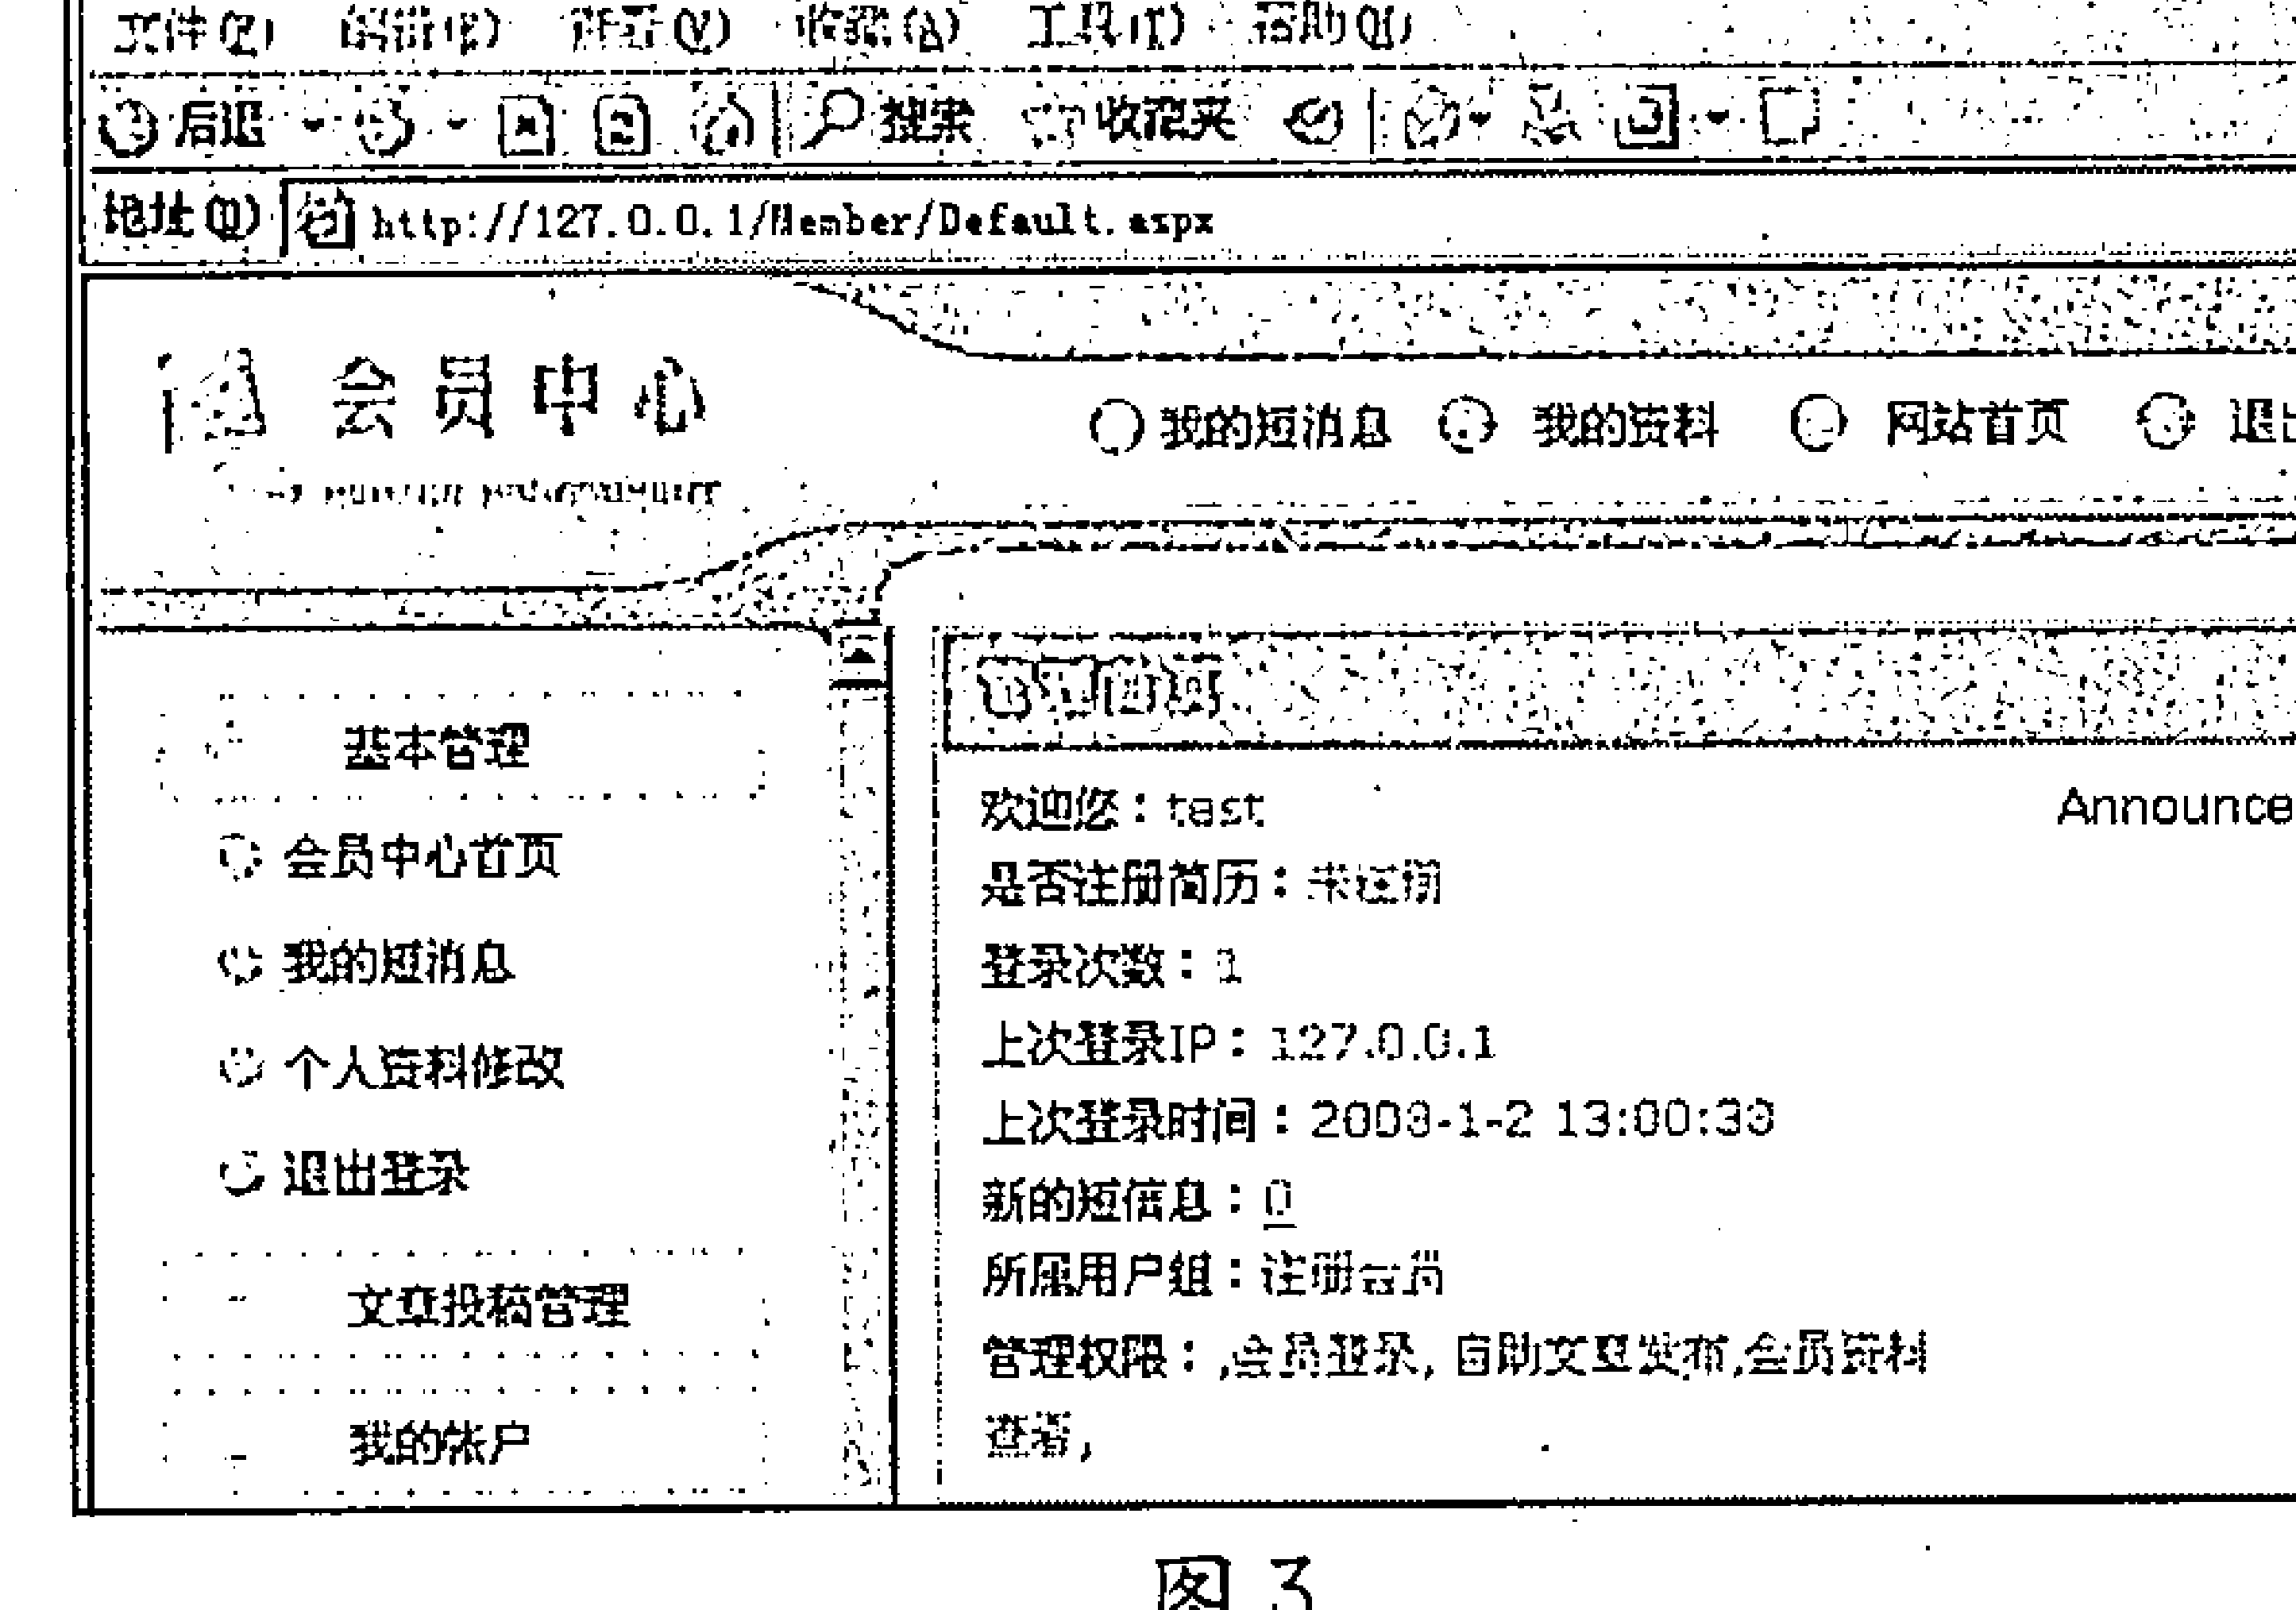 文件(F) 编辑(E) 查看(V) 收藏(A) 工具(T) 帮助(H)
后退 搜索 收藏夹
地址(D) http://127.0.0.1/Member/Default.aspx
会员中心
我的短消息 我的资料 网站首页 退出
基本管理
会员中心首页
我的短消息
个人资料修改
退出登录
文章投稿管理
我的帐户
欢迎您：test
Announce
是否注册简历：未注册
登录次数：1
上次登录IP：127.0.0.1
上次登录时间：
新的短信息：0
所属用户组：注册会员
管理权限：,会员登录, 自助文章发布,会员资料
查看,
图 3